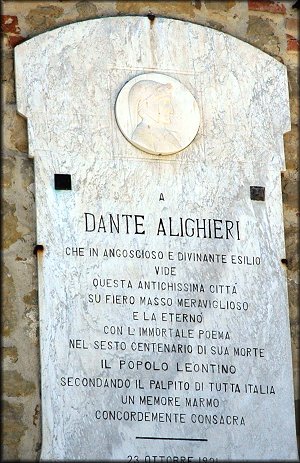 A
DANTE ALIGHIERI
CHE IN ANGOSCIOSO E DIVINANTE ESILIO
VIDE
QUESTA ANTICHISSIMA CITTÀ
SU FIERO MASSO MERAVIGLIOSO
E LA ETERNÒ
CON L'IMMORTALE POEMA
NEL SESTO CENTENARIO DI SUA MORTE
IL POPOLO LEONTINO
SECONDANDO IL PALPITO DI TUTTA ITALIA
UN MEMORE MARMO
CONCORDEMENTE CONSACRA
23 OTTOBRE 1921